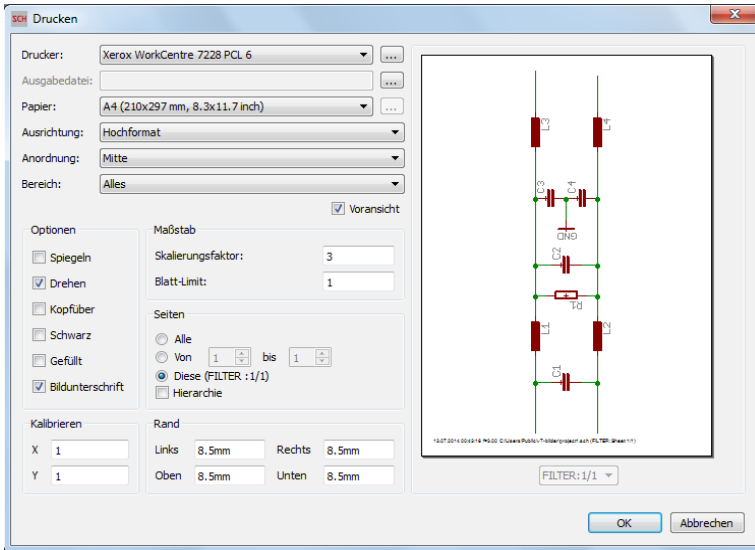 SCH Drucken
X
Drucker: Xerox WorkCentre 7228 PCL 6 ...
Ausgabedatei: ...
Papier: A4 (210x297 mm, 8.3x11.7 inch) ...
Ausrichtung: Hochformat
Anordnung: Mitte
Bereich: Alles
Voransicht
Optionen
Spiegeln
Drehen
Kopfüber
Schwarz
Gefüllt
Bildunterschrift
Maßstab
Skalierungsfaktor: 3
Blatt-Limit: 1
Seiten
Alle
Von 1 bis 1
Diese (FILTER :1/1)
Hierarchie
Kalibrieren
X 1
Y 1
Rand
Links 8.5mm Rechts 8.5mm
Oben 8.5mm Unten 8.5mm
L3 L4
C3 C4
GND
C2
R1
L1 L2
C1
(FILTER:Sheet:1/1)
FILTER:1/1
OK Abbrechen